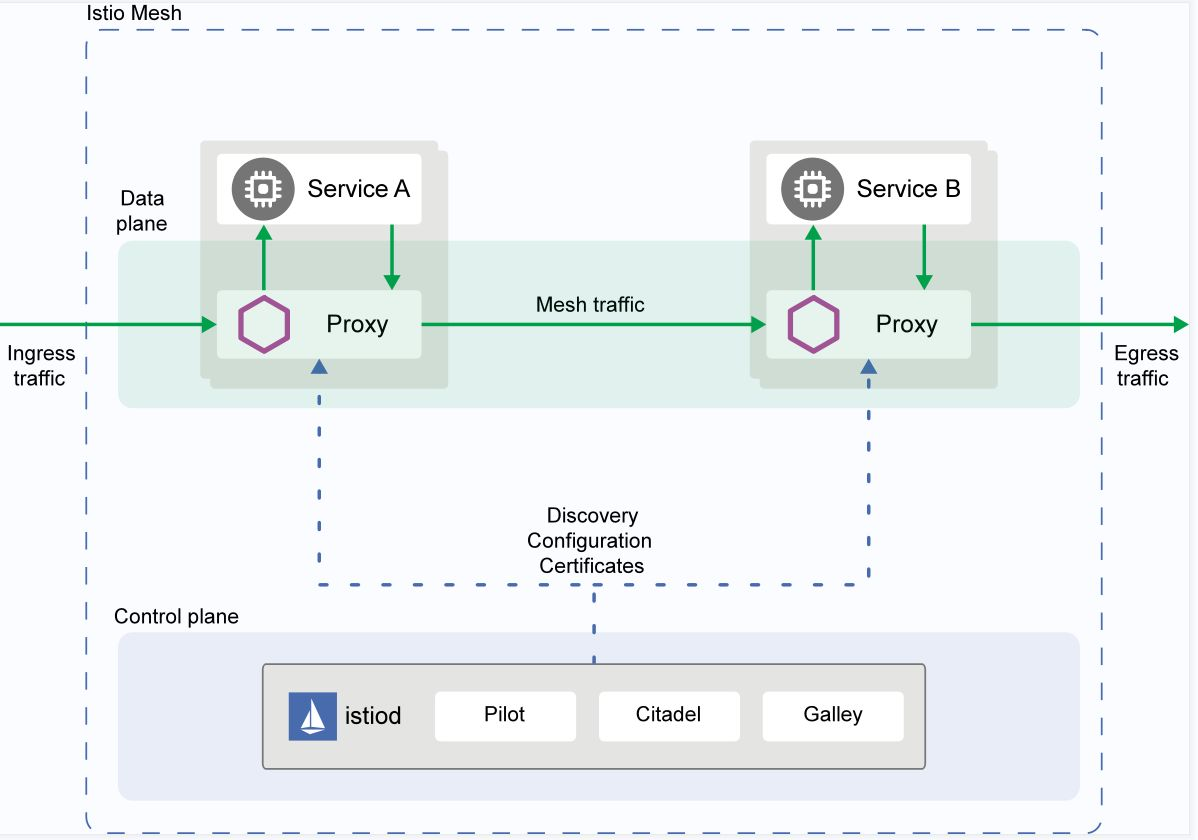 Istio Mesh
Data
plane
Service A
Service B
Proxy
Mesh traffic
Proxy
Ingress
traffic
Egress
traffic
Discovery
Configuration
Certificates
Control plane
istiod
Pilot
Citadel
Galley